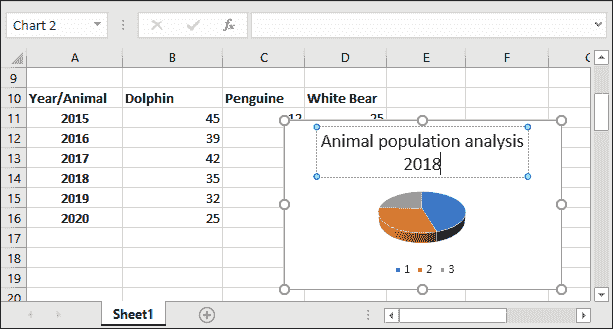 Chart 2
fx
A B C D E F
9
10 Year/Animal Dolphin Penguine White Bear
11 2015 45 12 25
12 2016 39
13 2017 42
14 2018 35
15 2019 32
16 2020 25
17
18
19
20
Animal population analysis
2018
1 2 3
Sheet1